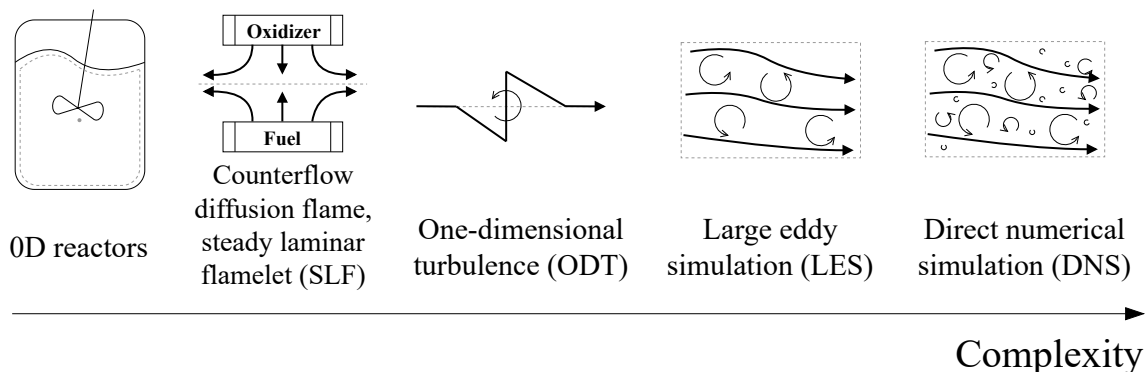 Oxidizer
Fuel
0D reactors
Counterflow
diffusion flame,
steady laminar
flamelet (SLF)
One-dimensional
turbulence (ODT)
Large eddy
simulation (LES)
Direct numerical
simulation (DNS)
Complexity